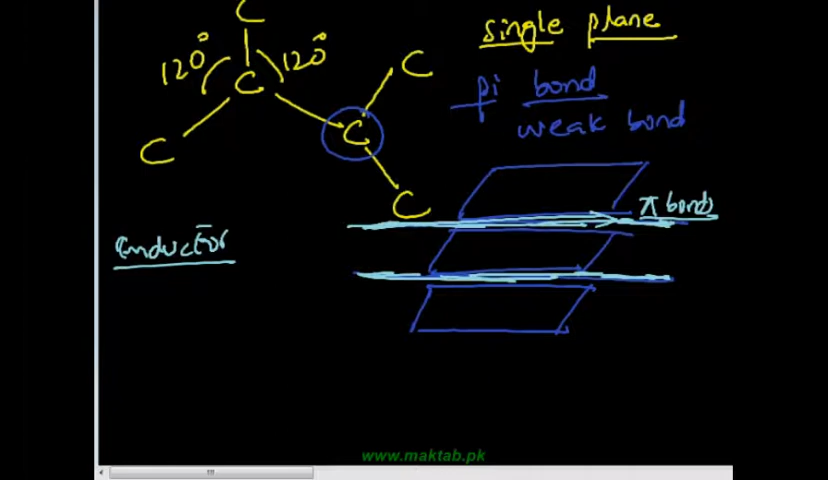 C
single plane
120° 120°
C
C
pi bond
C
C
weak bond
C
π bonds
conductor
www.maktab.pk